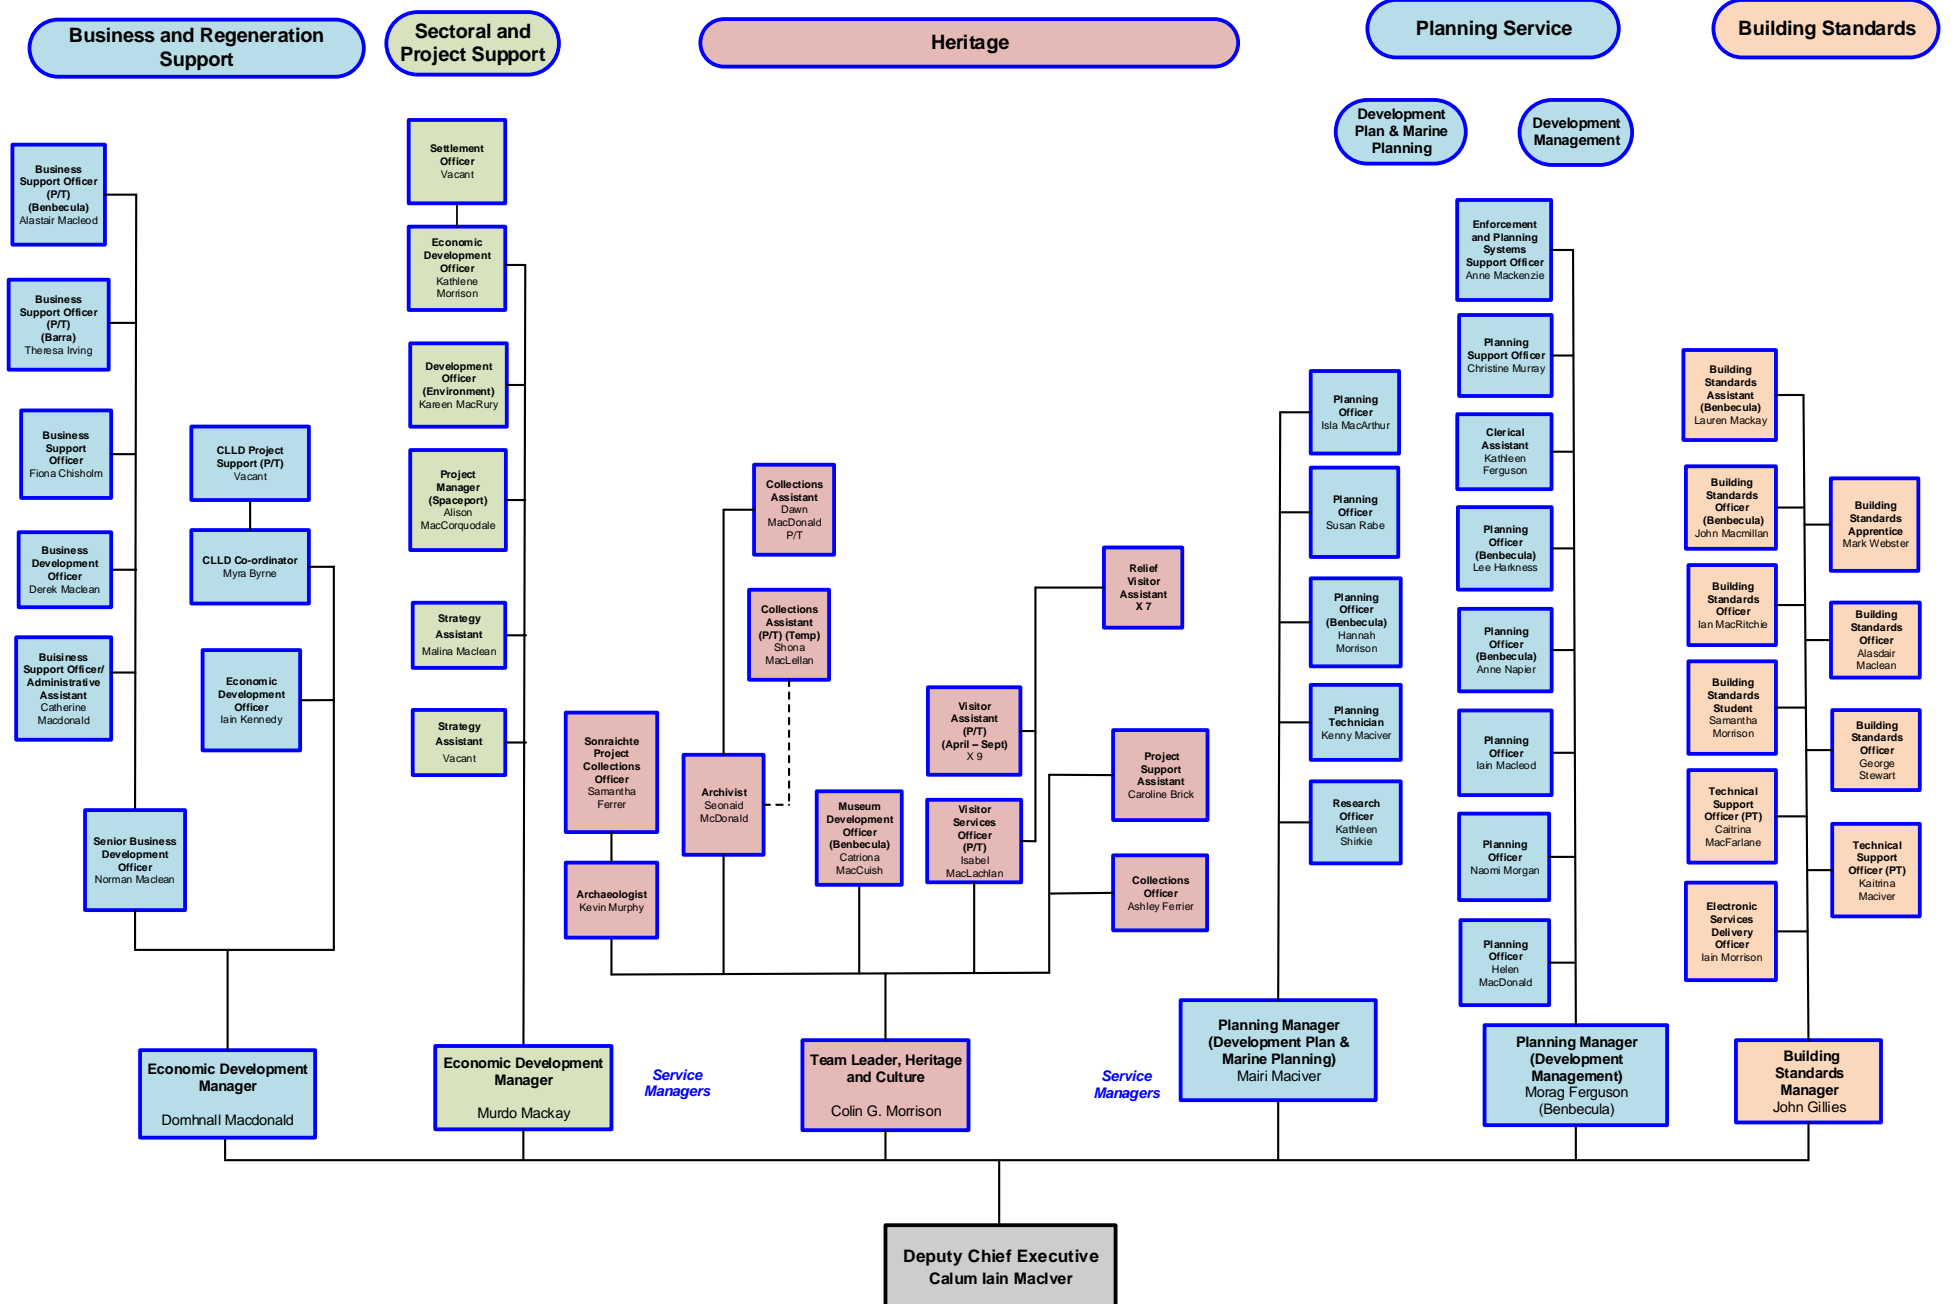 Business and Regeneration
Support
Sectoral and
Project Support
Heritage
Planning Service
Building Standards
Development
Plan & Marine
Planning
Development
Management
Business
Support Officer
(P/T)
(Benbecula)
Alastair Macleod
Business
Support Officer
(P/T)
(Barra)
Theresa Irving
Business
Support
Officer
Fiona Chisholm
Business
Development
Officer
Derek Maclean
Buisiness
Support Officer/
Administrative
Assistant
Catherine
Macdonald
CLLD Project
Support (P/T)
Vacant
CLLD Co-ordinator
Myra Byrne
Economic
Development
Officer
Iain Kennedy
Senior Business
Development
Officer
Norman Maclean
Economic Development
Manager
Domhnall Macdonald
Settlement
Officer
Vacant
Economic
Development
Officer
Kathlene
Morrison
Development
Officer
(Environment)
Kareen MacRury
Project
Manager
(Spaceport)
Alison
MacCorquodale
Strategy
Assistant
Malina Maclean
Strategy
Assistant
Vacant
Economic Development
Manager
Murdo Mackay
Service
Managers
Collections
Assistant
Dawn
MacDonald
P/T
Collections
Assistant
(P/T) (Temp)
Shona
MacLellan
Sonraichte
Project
Collections
Officer
Samantha
Ferrer
Archaeologist
Kevin Murphy
Archivist
Seonaid
McDonald
Museum
Development
Officer
(Benbecula)
Catriona
MacCuish
Relief
Visitor
Assistant
X 7
Visitor
Assistant
(P/T)
(April – Sept)
X 9
Visitor
Services
Officer
(P/T)
Isabel
MacLachlan
Project
Support
Assistant
Caroline Brick
Collections
Officer
Ashley Ferrier
Team Leader, Heritage
and Culture
Colin G. Morrison
Service
Managers
Planning
Officer
Isla MacArthur
Planning
Officer
Susan Rabe
Planning
Officer
(Benbecula)
Hannah
Morrison
Planning
Technician
Kenny Maciver
Research
Officer
Kathleen
Shirkie
Planning Manager
(Development Plan &
Marine Planning)
Mairi Maciver
Enforcement
and Planning
Systems
Support Officer
Anne Mackenzie
Planning
Support Officer
Christine Murray
Clerical
Assistant
Kathleen
Ferguson
Planning
Officer
(Benbecula)
Lee Harkness
Planning
Officer
(Benbecula)
Anne Napier
Planning
Officer
Iain Macleod
Planning
Officer
Naomi Morgan
Planning
Officer
Helen
MacDonald
Planning Manager
(Development
Management)
Morag Ferguson
(Benbecula)
Building
Standards
Assistant
(Benbecula)
Lauren Mackay
Building
Standards
Officer
(Benbecula)
John Macmillan
Building
Standards
Officer
Ian MacRitchie
Building
Standards
Student
Samantha
Morrison
Technical
Support
Officer (PT)
Caitrina
MacFarlane
Electronic
Services
Delivery
Officer
Iain Morrison
Building
Standards
Apprentice
Mark Webster
Building
Standards
Officer
Alasdair
Maclean
Building
Standards
Officer
George
Stewart
Technical
Support
Officer (PT)
Kaitrina
Maciver
Building
Standards
Manager
John Gillies
Deputy Chief Executive
Calum Iain MacIver